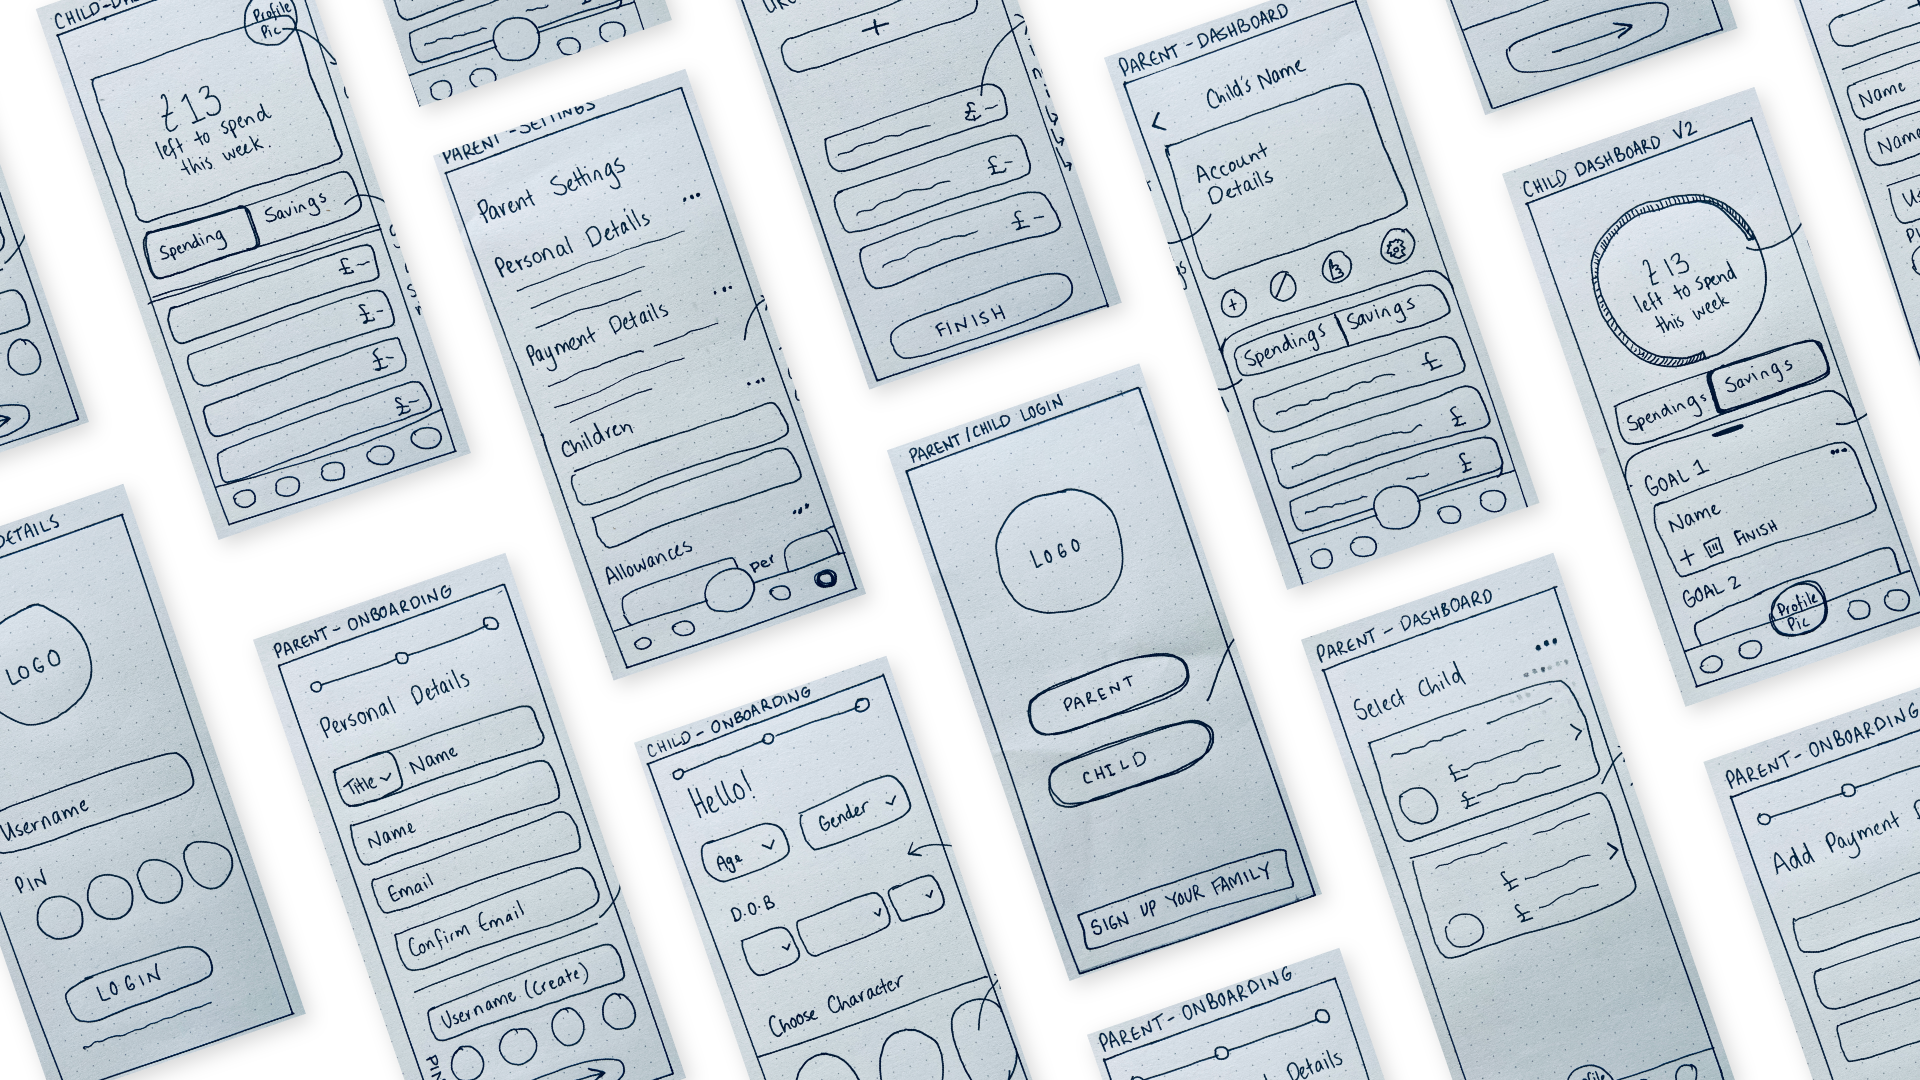 Profile
Pic
£13
left to spend
this week.
Spending
Savings
£-
£-
£-
£-
DETAILS
LOGO
Username
PIN
LOGIN
PARENT - SETTINGS
Parent Settings
Personal Details
...
Payment Details
...
Children
...
Allowances
per
...
PARENT - ONBOARDING
Personal Details
Title
Name
Name
Email
Confirm Email
Username (Create)
PIN
CHILD - ONBOARDING
Hello!
Age
Gender
D.O.B
Choose Character
+
£-
£-
£-
FINISH
PARENT / CHILD LOGIN
LOGO
PARENT
CHILD
SIGN UP YOUR FAMILY
PARENT - ONBOARDING
Details
PARENT - DASHBOARD
Child's Name
Account
Details
Spendings
Savings
£
£
£
PARENT - DASHBOARD
...
Select Child
£
£
£
£
CHILD DASHBOARD V2
£13
left to spend
this week
Spendings
Savings
GOAL 1
...
Name
+ FINISH
GOAL 2
Profile
Pic
PARENT - ONBOARDING
Add Payment
Name